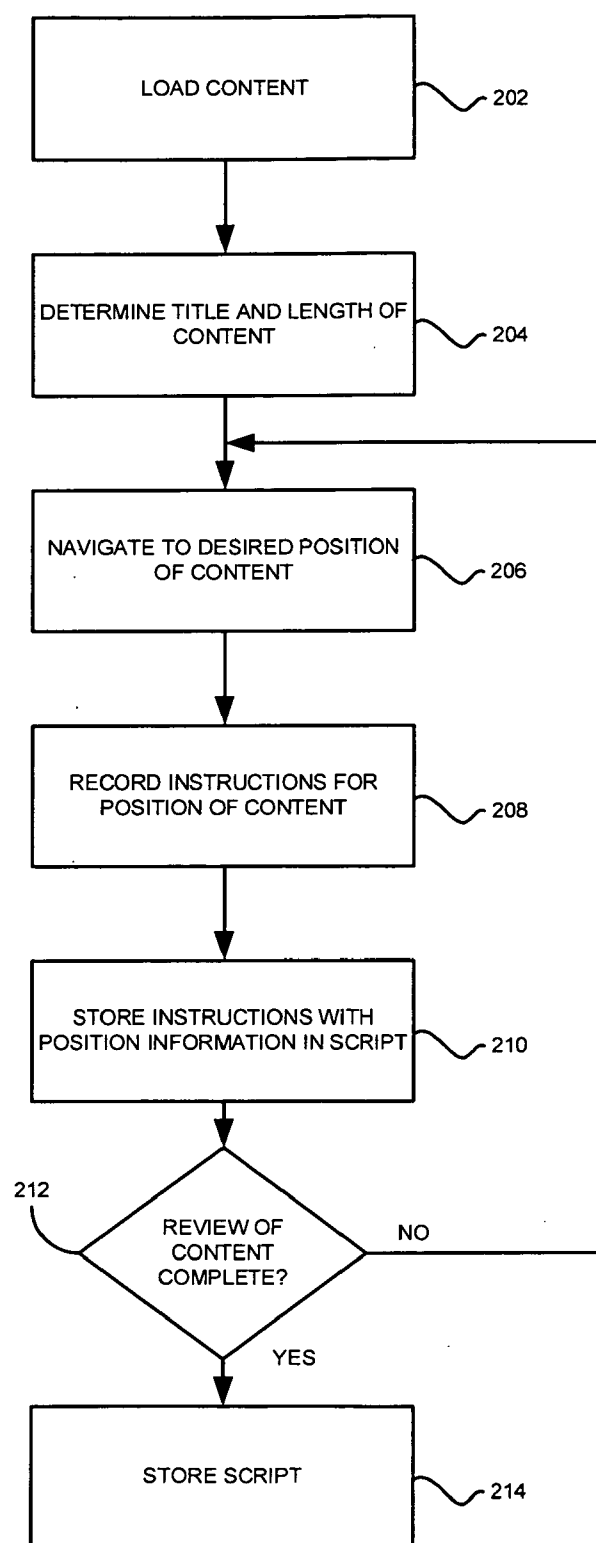 LOAD CONTENT
202
DETERMINE TITLE AND LENGTH OF
CONTENT
204
NAVIGATE TO DESIRED POSITION
OF CONTENT
206
RECORD INSTRUCTIONS FOR
POSITION OF CONTENT
208
STORE INSTRUCTIONS WITH
POSITION INFORMATION IN SCRIPT
210
212
REVIEW OF
CONTENT
COMPLETE?
NO
YES
STORE SCRIPT
214